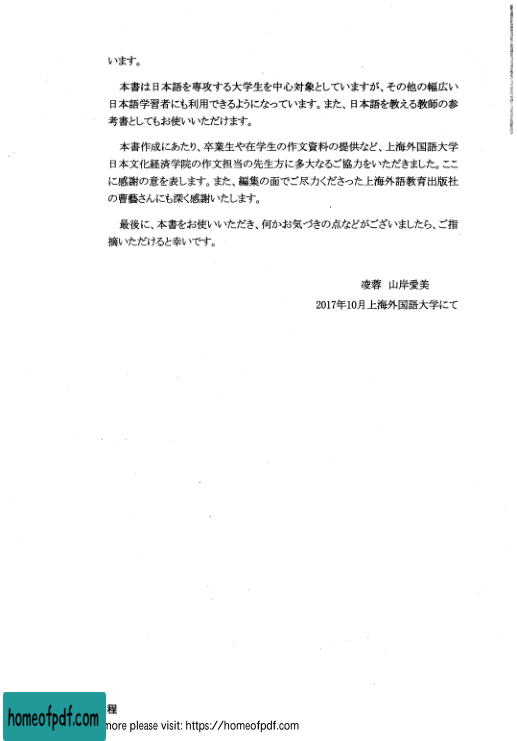 います。
本書は日本語を専攻する大学生を中心対象としていますが、その他の幅広い
日本語学習者にも利用できるようになっています。また、日本語を教える教師の参
考書としてもお使いいただけます。
本書作成にあたり、卒業生や在学生の作文資料の提供など、上海外国語大学
日本文化経済学院の作文担当の先生方に多大なるご協力をいただきました。ここ
に感謝の意を表します。また、編集の面でご尽力くださった上海外語教育出版社
の曹藝さんにも深く感謝いたします。
最後に、本書をお使いいただき、何かお気づきの点などがございましたら、ご指
摘いただけると幸いです。
凌蓉 山岸愛美
2017年10月上海外国語大学にて
程
homeofpdf.com
more please visit: https://homeofpdf.com